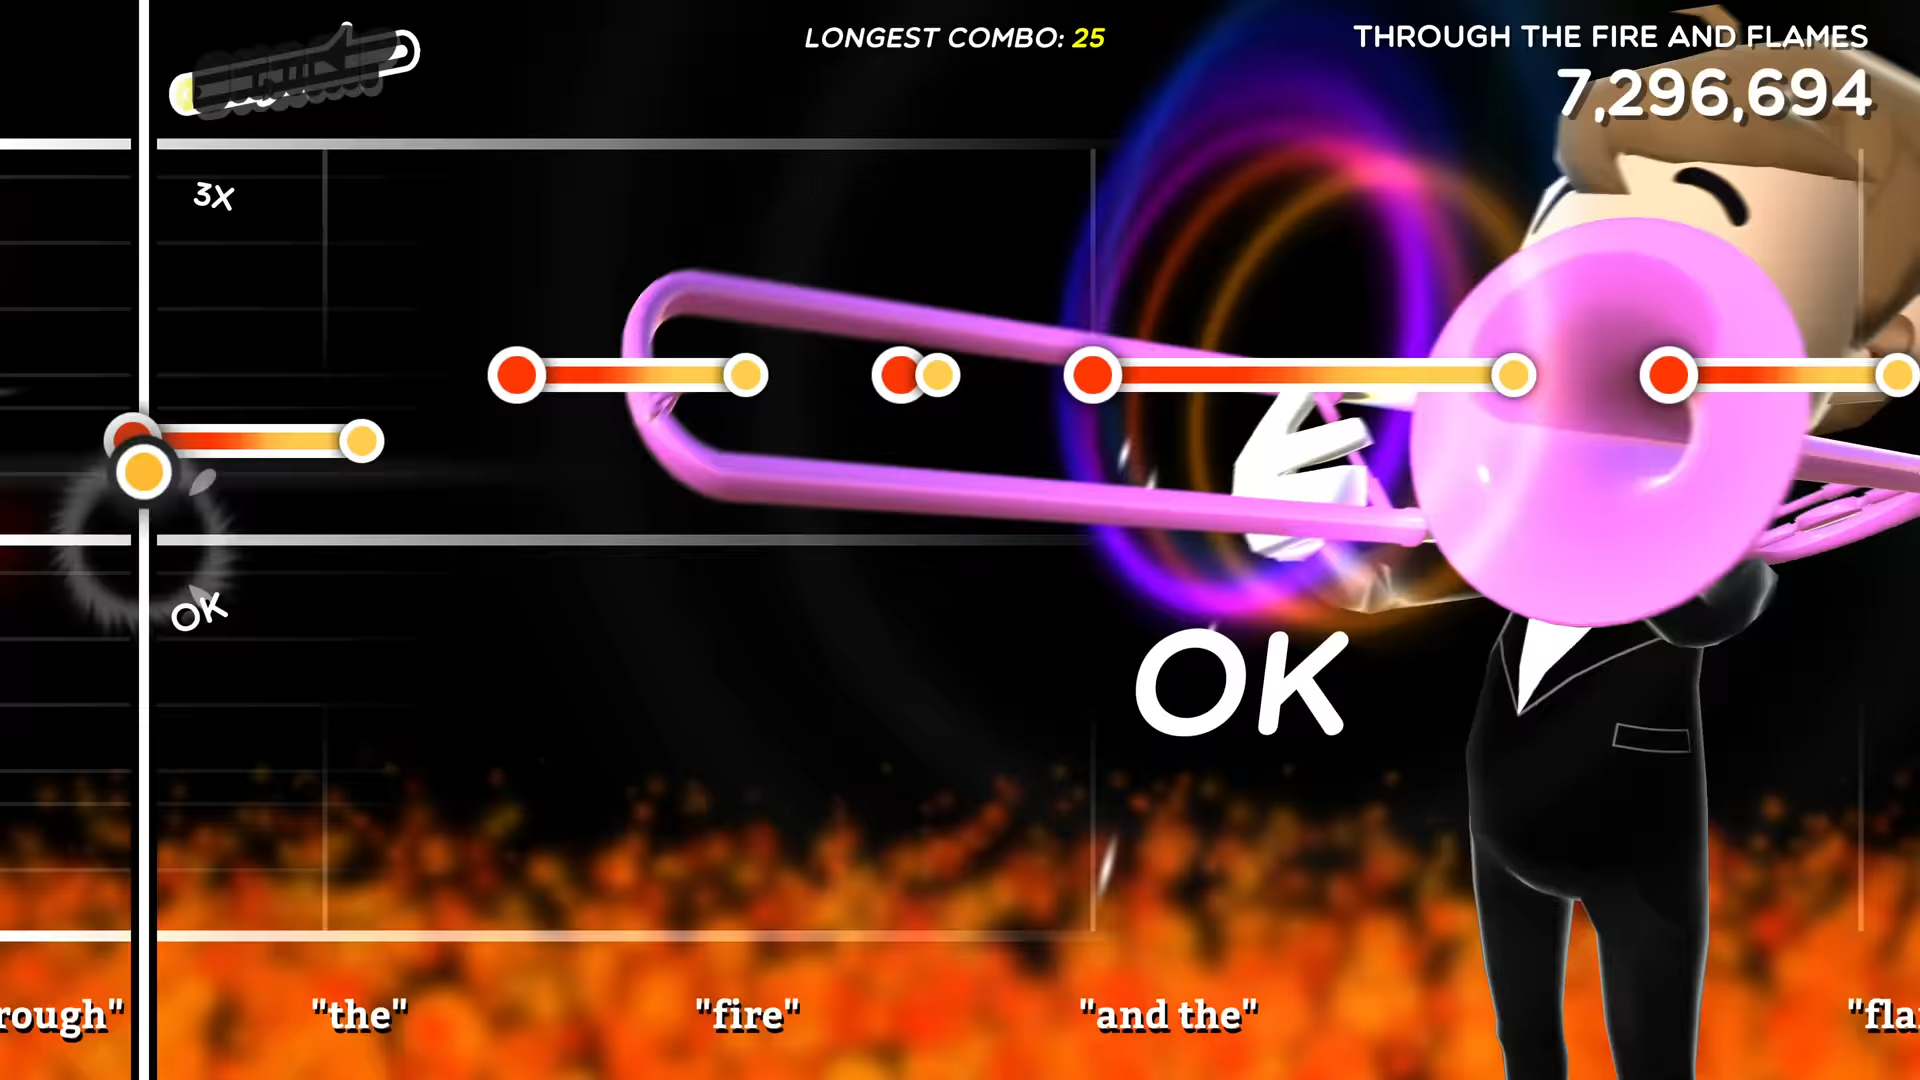 LONGEST COMBO: 25
THROUGH THE FIRE AND FLAMES
7,296,694
3X
OK
OK
rough" "the" "fire" "and the" "fla